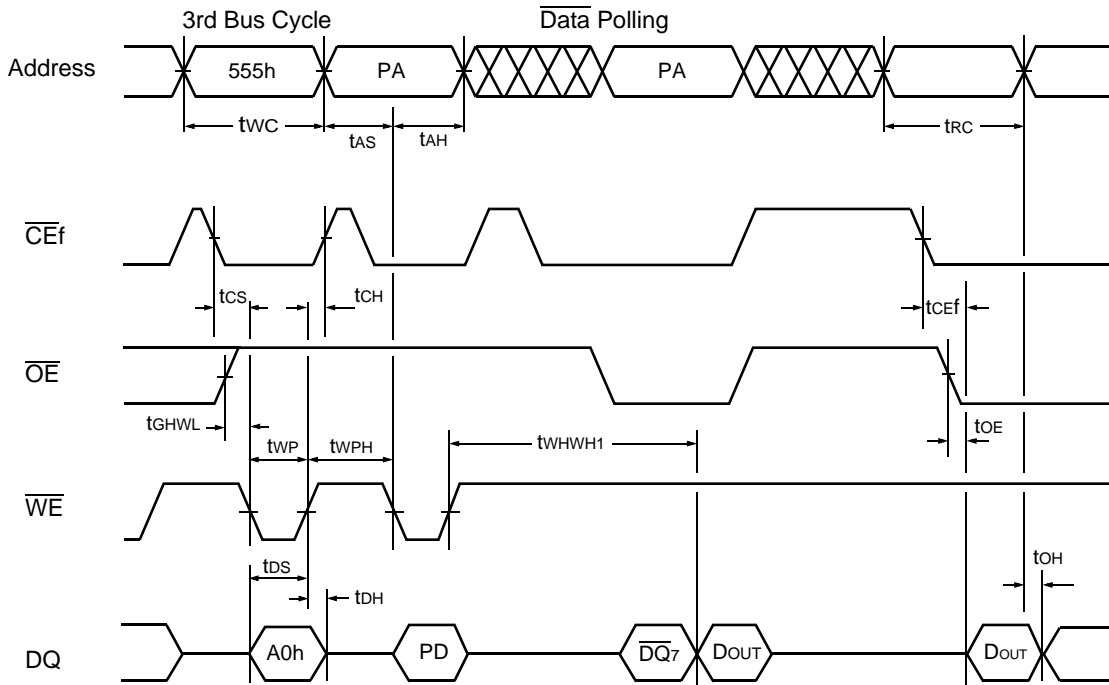 3rd Bus Cycle Data Polling
Address 555h PA PA
tWC tAS tAH tRC
CEf
tCS tCH tCEf
OE
tGHWL tWP tWPH tWHWH1 tOE
WE
tDS tDH tOH
DQ A0h PD DQ7 DOUT DOUT